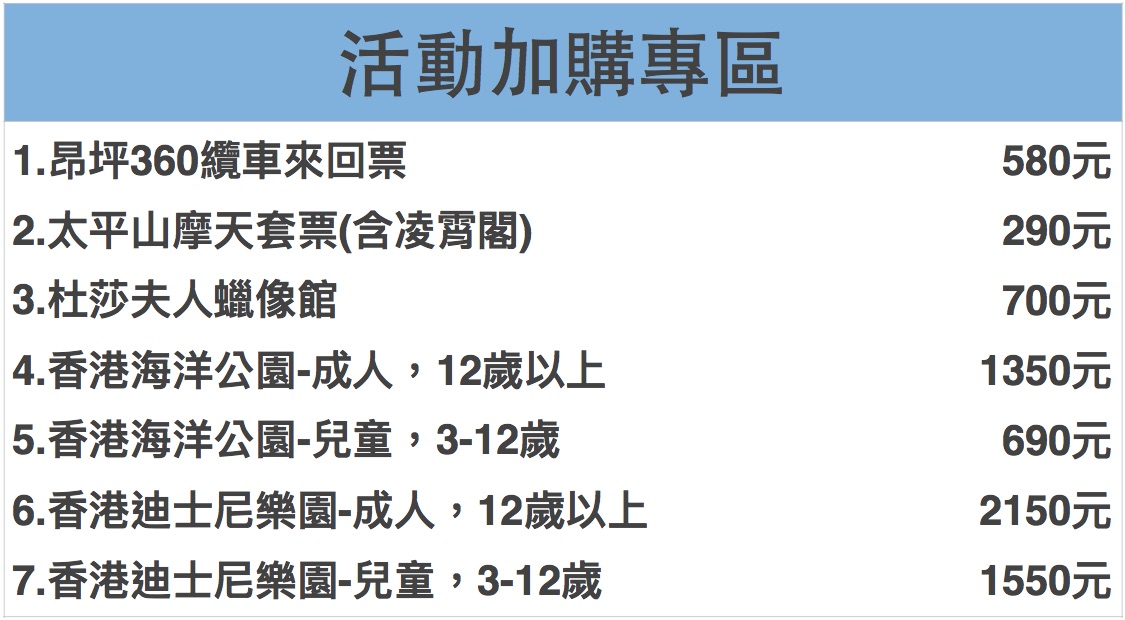 活動加購專區
1.昂坪360纜車來回票 580元
2.太平山摩天套票(含凌霄閣) 290元
3.杜莎夫人蠟像館 700元
4.香港海洋公園-成人，12歲以上 1350元
5.香港海洋公園-兒童，3-12歲 690元
6.香港迪士尼樂園-成人，12歲以上 2150元
7.香港迪士尼樂園-兒童，3-12歲 1550元